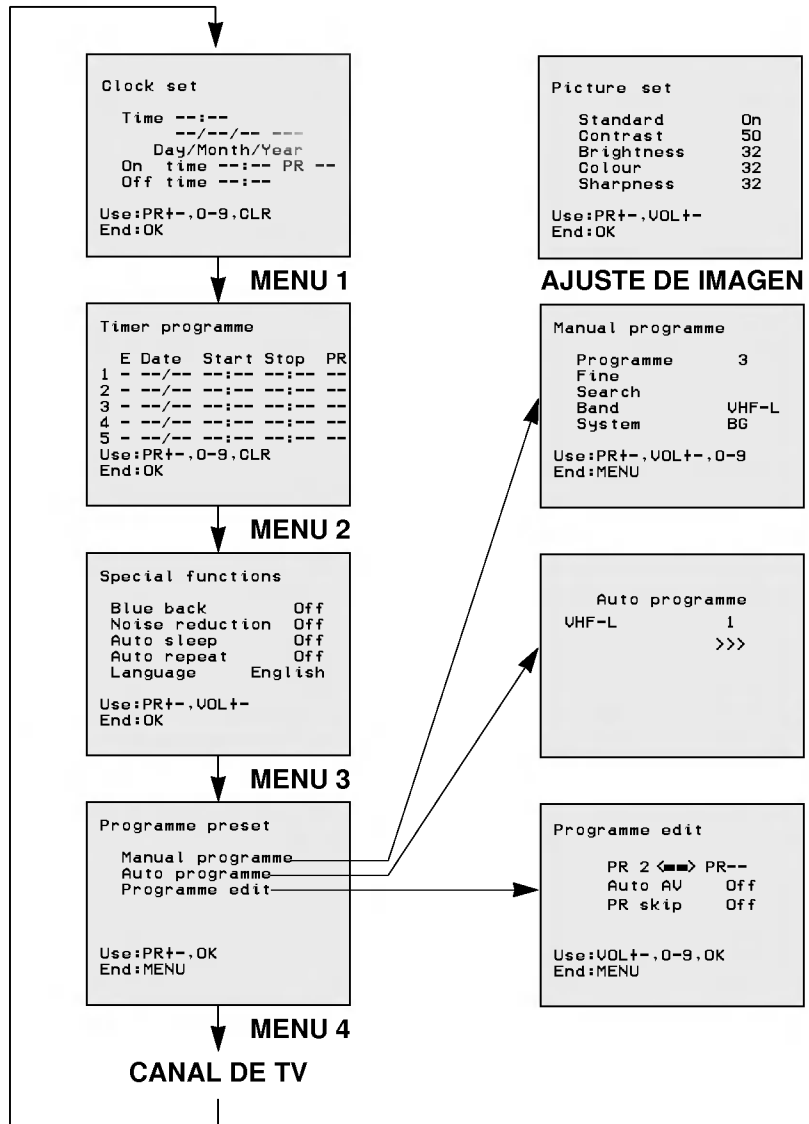 Clock set
Time --:--
--/--/-- ---
Day/Month/Year
On time --:-- PR --
Off time --:--
Use:PR+-,0-9,CLR
End:OK
MENU 1
Timer programme
E Date Start Stop PR
1 - --/-- --:-- --:-- --
2 - --/-- --:-- --:-- --
3 - --/-- --:-- --:-- --
4 - --/-- --:-- --:-- --
5 - --/-- --:-- --:-- --
Use:PR+-,0-9,CLR
End:OK
MENU 2
Special functions
Blue back Off
Noise reduction Off
Auto sleep Off
Auto repeat Off
Language English
Use:PR+-,VOL+-
End:OK
MENU 3
Programme preset
Manual programme
Auto programme
Programme edit
Use:PR+-,OK
End:MENU
MENU 4
CANAL DE TV
Picture set
Standard On
Contrast 50
Brightness 32
Colour 32
Sharpness 32
Use:PR+-,VOL+-
End:OK
AJUSTE DE IMAGEN
Manual programme
Programme 3
Fine
Search
Band VHF-L
System BG
Use:PR+-,VOL+-,0-9
End:MENU
Auto programme
VHF-L 1
>>>
Programme edit
PR 2 <==> PR--
Auto AV Off
PR skip Off
Use:VOL+-,0-9,OK
End:MENU